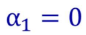 α₁ = 0